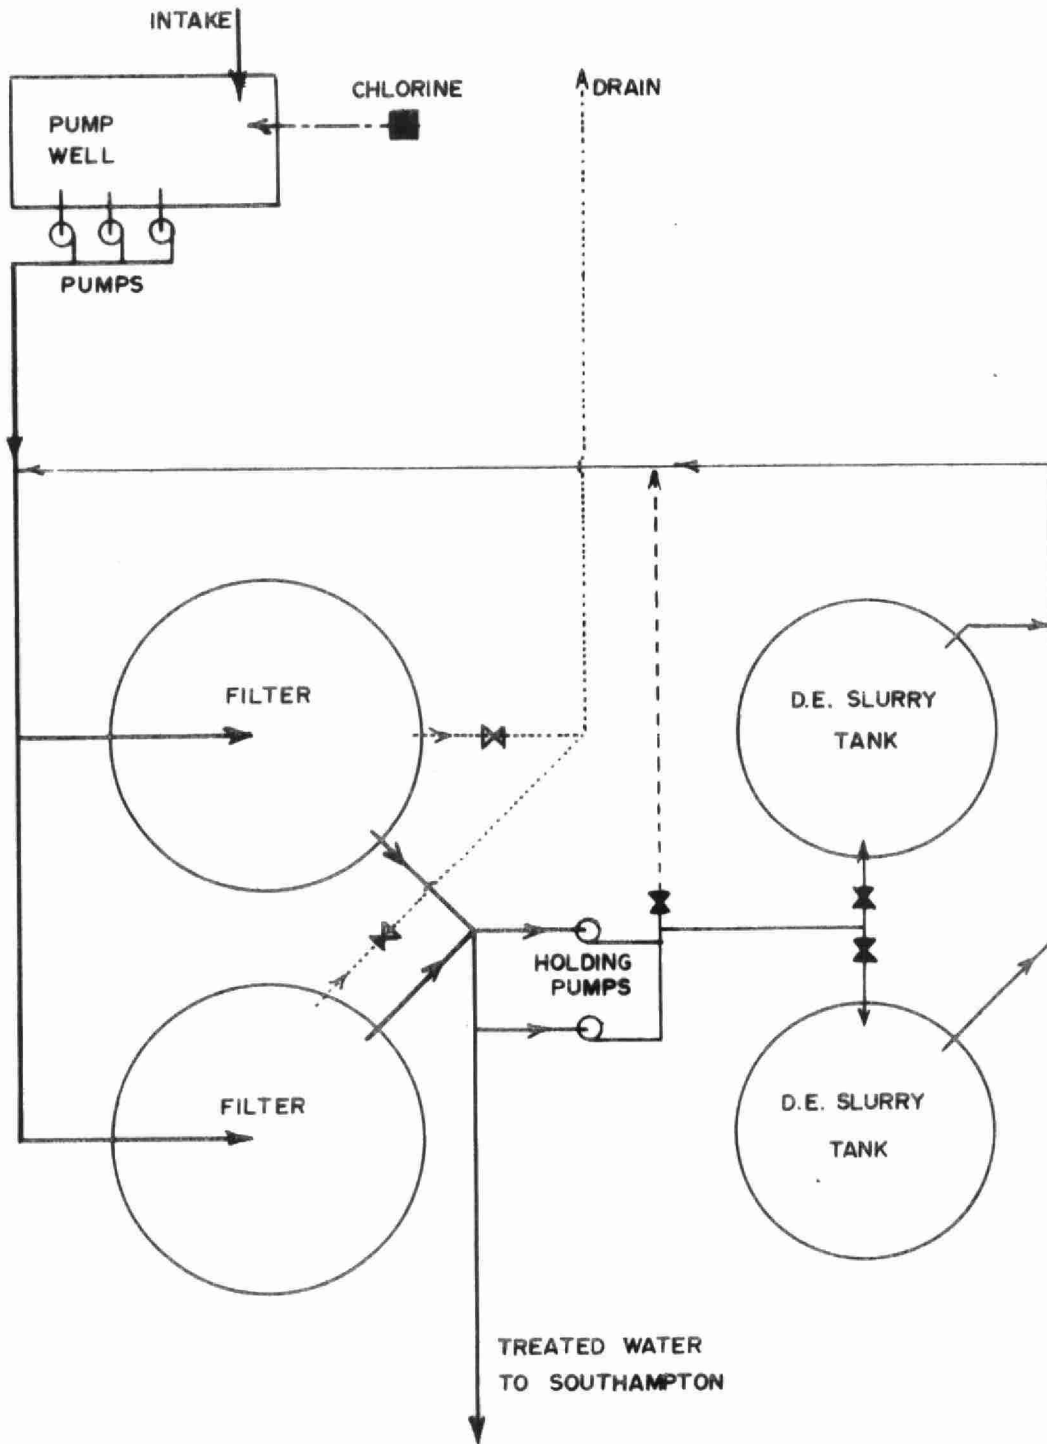 INTAKE
CHLORINE
DRAIN
PUMP
WELL
PUMPS
FILTER
D.E. SLURRY
TANK
HOLDING
PUMPS
FILTER
D.E. SLURRY
TANK
TREATED WATER
TO SOUTHAMPTON